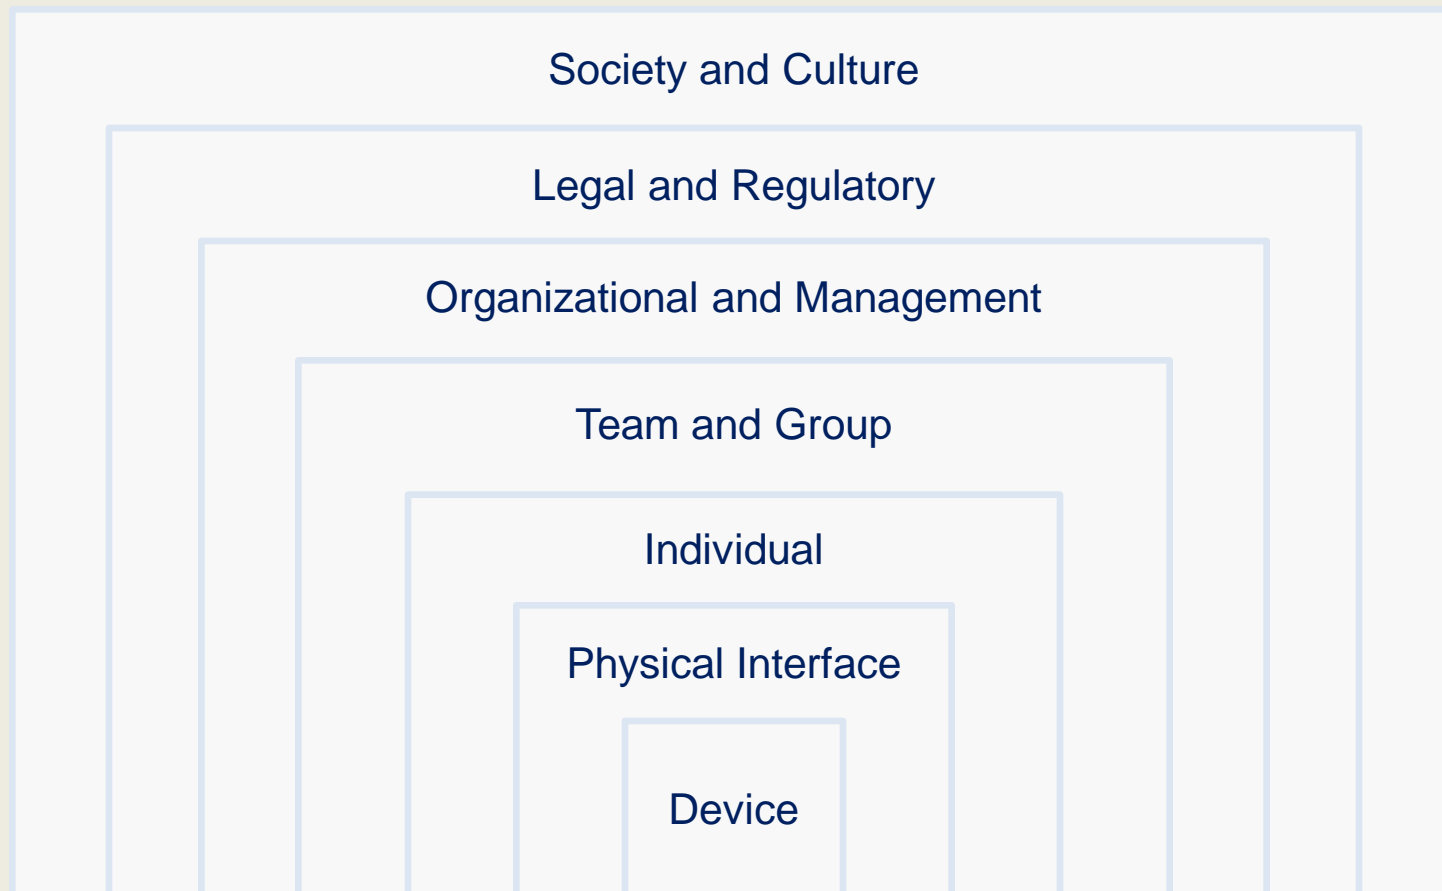 Society and Culture
Legal and Regulatory
Organizational and Management
Team and Group
Individual
Physical Interface
Device